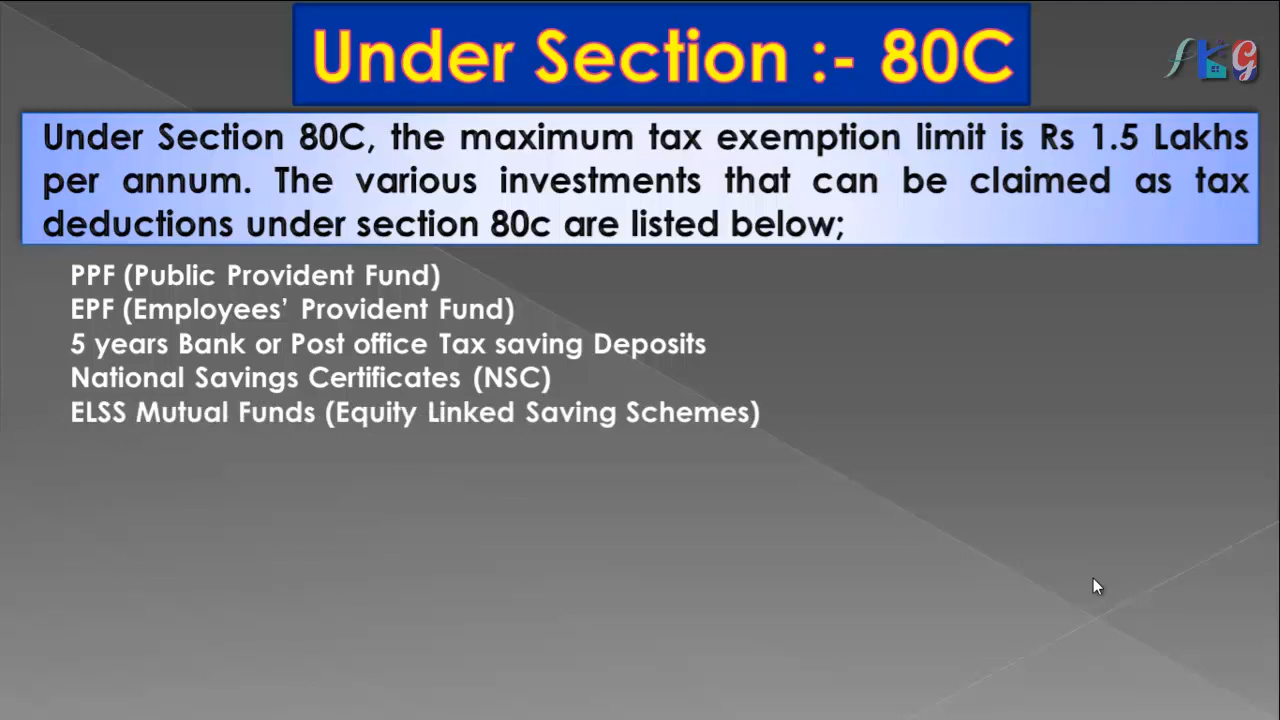 Under Section :- 80C
AKG
Under Section 80C, the maximum tax exemption limit is Rs 1.5 Lakhs
per annum. The various investments that can be claimed as tax
deductions under section 80c are listed below;
PPF (Public Provident Fund)
EPF (Employees’ Provident Fund)
5 years Bank or Post office Tax saving Deposits
National Savings Certificates (NSC)
ELSS Mutual Funds (Equity Linked Saving Schemes)